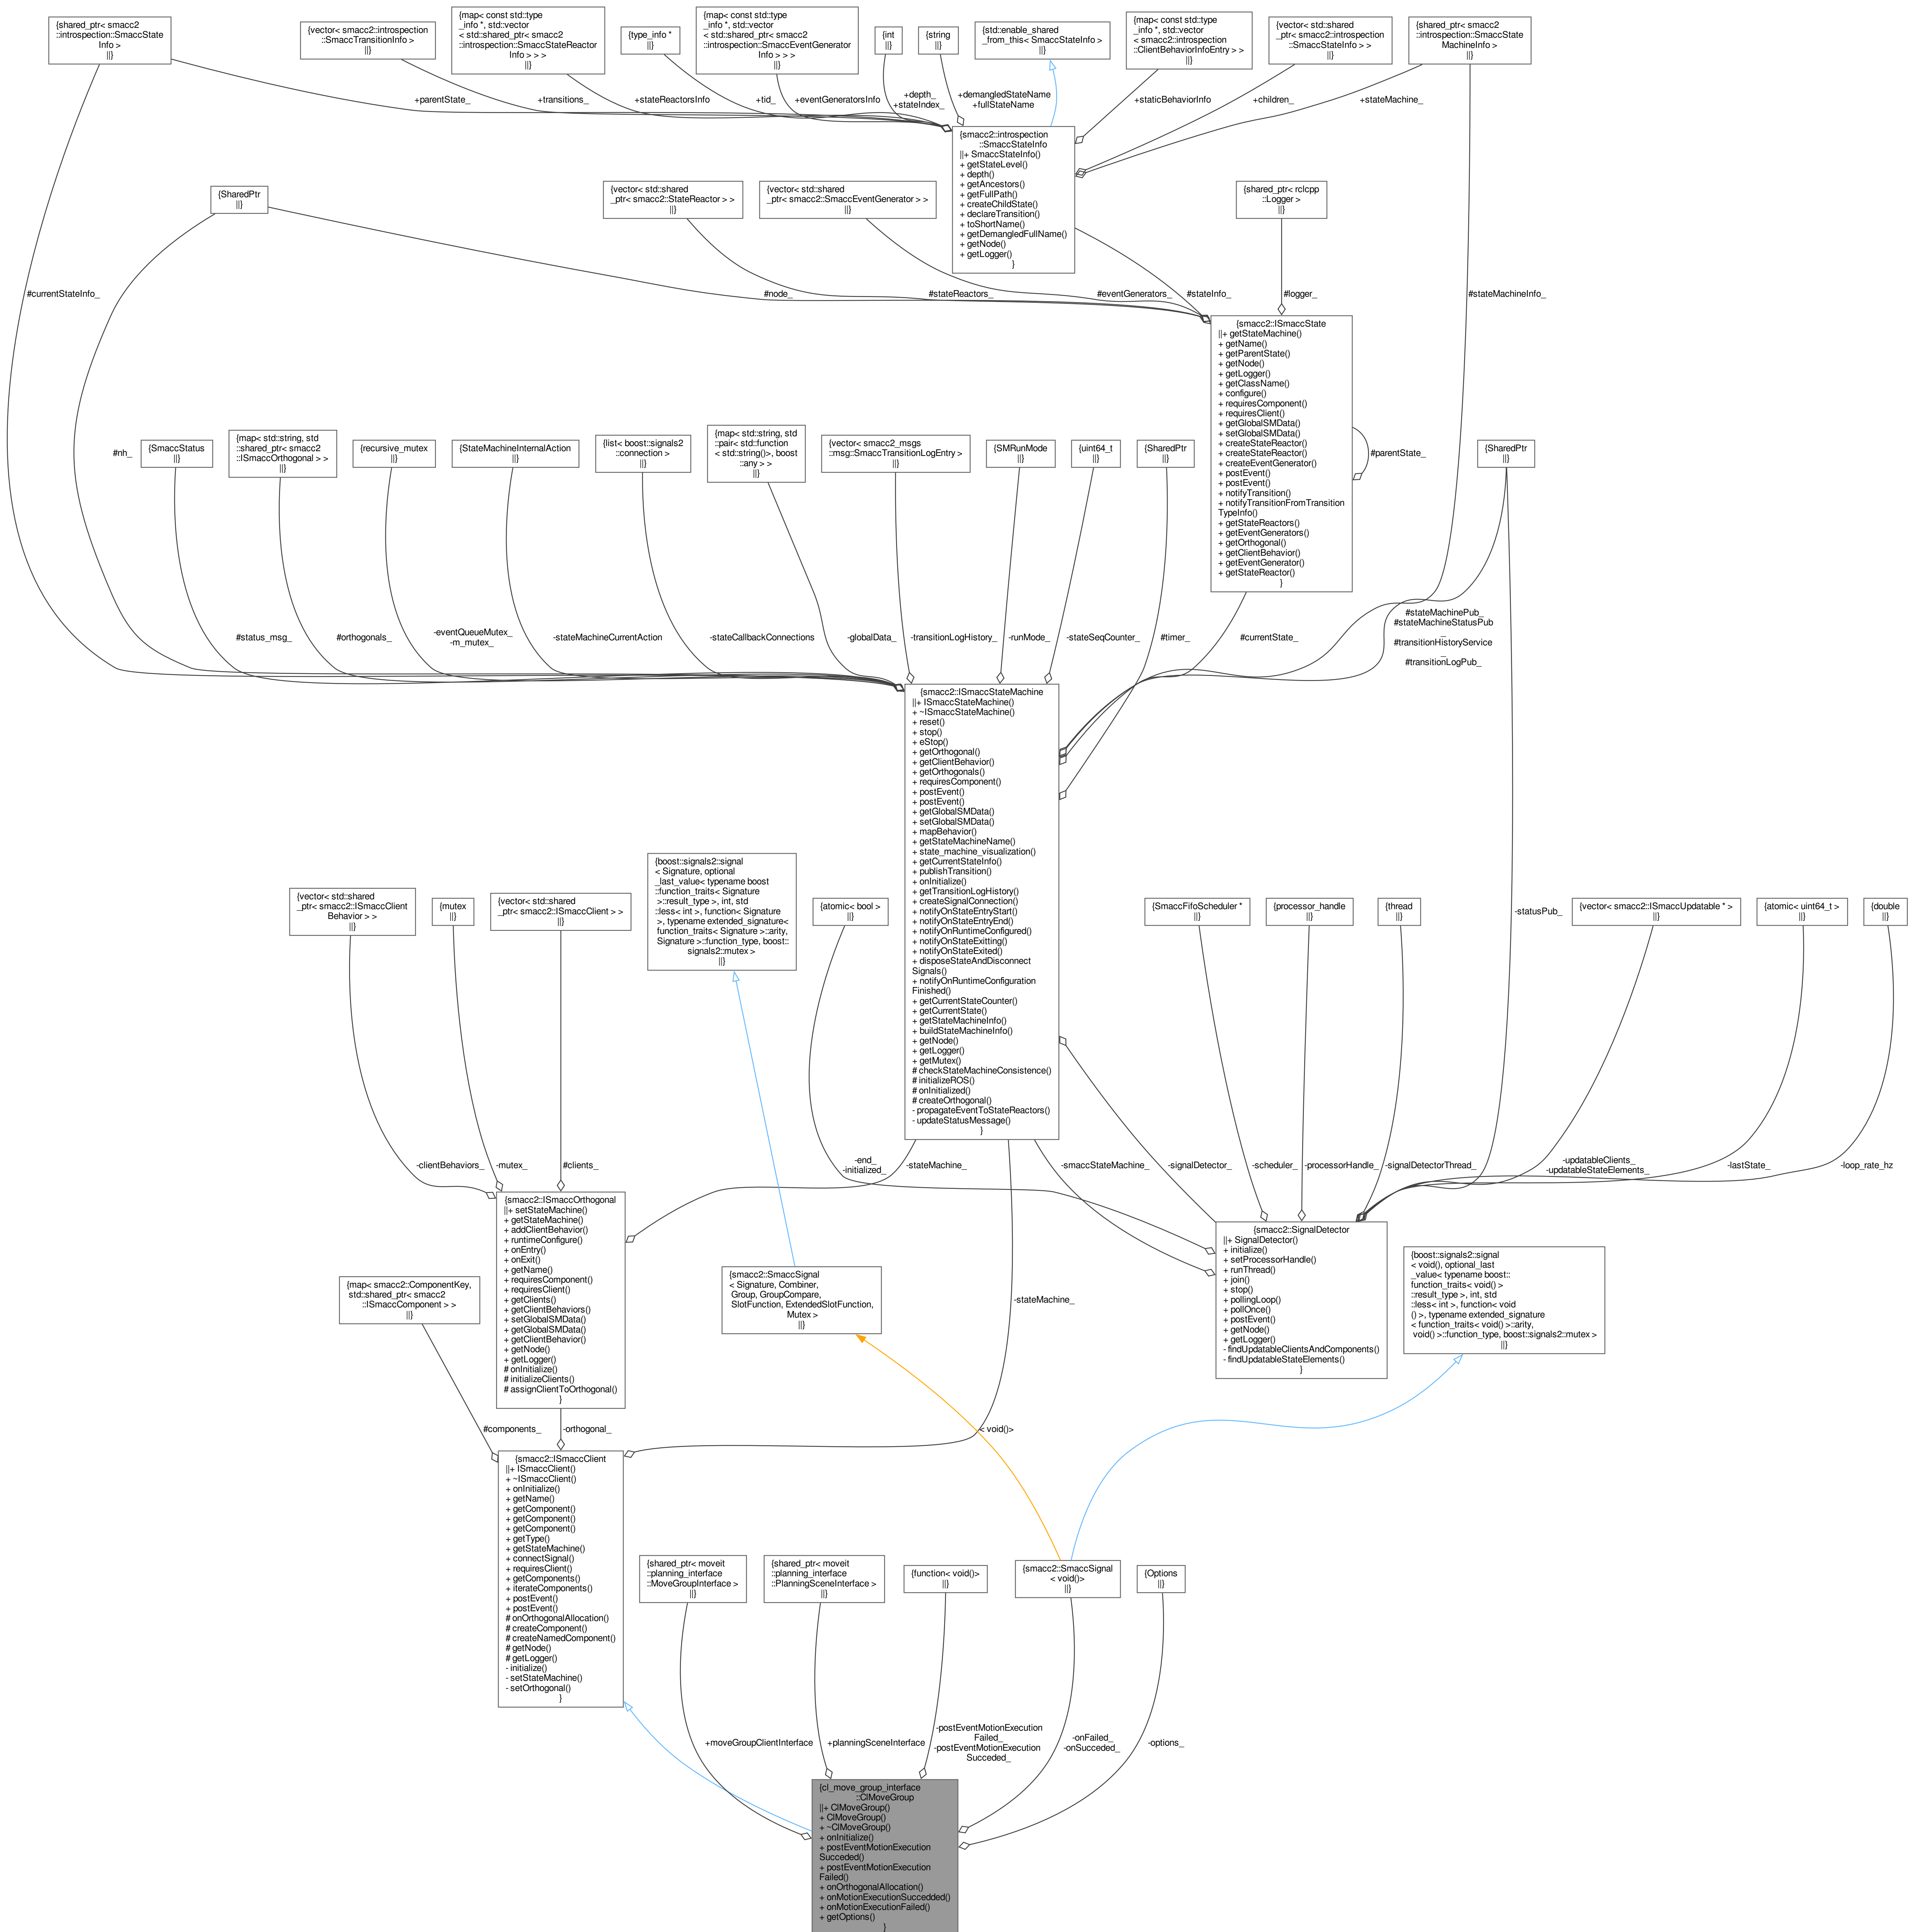 {shared_ptr< smacc2
::introspection::SmaccState
Info >
||}
{vector< smacc2::introspection
::SmaccTransitionInfo >
||}
{map< const std::type
_info *, std::vector
< std::shared_ptr< smacc2
::introspection::SmaccStateReactor
Info > > >
||}
{type_info *
||}
{map< const std::type
_info *, std::vector
< std::shared_ptr< smacc2
::introspection::SmaccEventGenerator
Info > > >
||}
{int
||}
{string
||}
{std::enable_shared
_from_this< SmaccStateInfo >
||}
{map< const std::type
_info *, std::vector
< smacc2::introspection
::ClientBehaviorInfoEntry > >
||}
{vector< std::shared
_ptr< smacc2::introspection
::SmaccStateInfo > >
||}
{shared_ptr< smacc2
::introspection::SmaccState
MachineInfo >
||}
+parentState_
+transitions_
+stateReactorsInfo
+tid_
+eventGeneratorsInfo
+depth_
+stateIndex_
+demangledStateName
+fullStateName
+staticBehaviorInfo
+children_
+stateMachine_
{smacc2::introspection
::SmaccStateInfo
||+ SmaccStateInfo()
+ getStateLevel()
+ depth()
+ getAncestors()
+ getFullPath()
+ createChildState()
+ declareTransition()
+ toShortName()
+ getDemangledFullName()
+ getNode()
+ getLogger()
}
{SharedPtr
||}
{vector< std::shared
_ptr< smacc2::StateReactor > >
||}
{vector< std::shared
_ptr< smacc2::SmaccEventGenerator > >
||}
{shared_ptr< rclcpp
::Logger >
||}
#currentStateInfo_
#node_
#stateReactors_
#eventGenerators_
#stateInfo_
#logger_
#stateMachineInfo_
{smacc2::ISmaccState
||+ getStateMachine()
+ getName()
+ getParentState()
+ getNode()
+ getLogger()
+ getClassName()
+ configure()
+ requiresComponent()
+ requiresClient()
+ getGlobalSMData()
+ setGlobalSMData()
+ createStateReactor()
+ createStateReactor()
+ createEventGenerator()
+ postEvent()
+ postEvent()
+ notifyTransition()
+ notifyTransitionFromTransition
TypeInfo()
+ getStateReactors()
+ getEventGenerators()
+ getOrthogonal()
+ getClientBehavior()
+ getEventGenerator()
+ getStateReactor()
}
#parentState_
#nh_
{SmaccStatus
||}
{map< std::string, std
::shared_ptr< smacc2
::ISmaccOrthogonal > >
||}
{recursive_mutex
||}
{StateMachineInternalAction
||}
{list< boost::signals2
::connection >
||}
{map< std::string, std
::pair< std::function
< std::string()>, boost
::any > >
||}
{vector< smacc2_msgs
::msg::SmaccTransitionLogEntry >
||}
{SMRunMode
||}
{uint64_t
||}
{SharedPtr
||}
{SharedPtr
||}
#status_msg_
#orthogonals_
-eventQueueMutex_
-m_mutex_
-stateMachineCurrentAction
-stateCallbackConnections
-globalData_
-transitionLogHistory_
-runMode_
-stateSeqCounter_
#timer_
#currentState_
#stateMachinePub_
#stateMachineStatusPub
_
#transitionHistoryService
_
#transitionLogPub_
{smacc2::ISmaccStateMachine
||+ ISmaccStateMachine()
+ ~ISmaccStateMachine()
+ reset()
+ stop()
+ eStop()
+ getOrthogonal()
+ getClientBehavior()
+ getOrthogonals()
+ requiresComponent()
+ postEvent()
+ postEvent()
+ getGlobalSMData()
+ setGlobalSMData()
+ mapBehavior()
+ getStateMachineName()
+ state_machine_visualization()
+ getCurrentStateInfo()
+ publishTransition()
+ onInitialize()
+ getTransitionLogHistory()
+ createSignalConnection()
+ notifyOnStateEntryStart()
+ notifyOnStateEntryEnd()
+ notifyOnRuntimeConfigured()
+ notifyOnStateExitting()
+ notifyOnStateExited()
+ disposeStateAndDisconnect
Signals()
+ notifyOnRuntimeConfiguration
Finished()
+ getCurrentStateCounter()
+ getCurrentState()
+ getStateMachineInfo()
+ buildStateMachineInfo()
+ getNode()
+ getLogger()
+ getMutex()
# checkStateMachineConsistence()
# initializeROS()
# onInitialized()
# createOrthogonal()
- propagateEventToStateReactors()
- updateStatusMessage()
}
{boost::signals2::signal
< Signature, optional
_last_value< typename boost
::function_traits< Signature
>::result_type >, int, std
::less< int >, function< Signature
>, typename extended_signature<
function_traits< Signature >::arity,
Signature >::function_type, boost::
signals2::mutex >
||}
{vector< std::shared
_ptr< smacc2::ISmaccClient
Behavior > >
||}
{mutex
||}
{vector< std::shared
_ptr< smacc2::ISmaccClient > >
||}
{atomic< bool >
||}
{SmaccFifoScheduler *
||}
{processor_handle
||}
{thread
||}
-statusPub_
{vector< smacc2::ISmaccUpdatable * >
||}
{atomic< uint64_t >
||}
{double
||}
-clientBehaviors_
-mutex_
#clients_
-end_
-initialized_
-stateMachine_
-smaccStateMachine_
-signalDetector_
-scheduler_
-processorHandle_
-signalDetectorThread_
-updatableClients_
-updatableStateElements_
-lastState_
-loop_rate_hz
{smacc2::ISmaccOrthogonal
||+ setStateMachine()
+ getStateMachine()
+ addClientBehavior()
+ runtimeConfigure()
+ onEntry()
+ onExit()
+ getName()
+ requiresComponent()
+ requiresClient()
+ getClients()
+ getClientBehaviors()
+ setGlobalSMData()
+ getGlobalSMData()
+ getClientBehavior()
+ getNode()
+ getLogger()
# onInitialize()
# initializeClients()
# assignClientToOrthogonal()
}
{smacc2::SignalDetector
||+ SignalDetector()
+ initialize()
+ setProcessorHandle()
+ runThread()
+ join()
+ stop()
+ pollingLoop()
+ pollOnce()
+ postEvent()
+ getNode()
+ getLogger()
- findUpdatableClientsAndComponents()
- findUpdatableStateElements()
}
{map< smacc2::ComponentKey,
std::shared_ptr< smacc2
::ISmaccComponent > >
||}
{smacc2::SmaccSignal
< Signature, Combiner,
Group, GroupCompare,
SlotFunction, ExtendedSlotFunction,
Mutex >
||}
-stateMachine_
{boost::signals2::signal
< void(), optional_last
_value< typename boost::
function_traits< void() >
::result_type >, int, std
::less< int >, function< void
() >, typename extended_signature
< function_traits< void() >::arity,
void() >::function_type, boost::signals2::mutex >
||}
#components_
-orthogonal_
< void()>
{smacc2::ISmaccClient
||+ ISmaccClient()
+ ~ISmaccClient()
+ onInitialize()
+ getName()
+ getComponent()
+ getComponent()
+ getComponent()
+ getType()
+ getStateMachine()
+ connectSignal()
+ requiresClient()
+ getComponents()
+ iterateComponents()
+ postEvent()
+ postEvent()
# onOrthogonalAllocation()
# createComponent()
# createNamedComponent()
# getNode()
# getLogger()
- initialize()
- setStateMachine()
- setOrthogonal()
}
{shared_ptr< moveit
::planning_interface
::MoveGroupInterface >
||}
{shared_ptr< moveit
::planning_interface
::PlanningSceneInterface >
||}
{function< void()>
||}
{smacc2::SmaccSignal
< void()>
||}
{Options
||}
+moveGroupClientInterface
+planningSceneInterface
-postEventMotionExecution
Failed_
-postEventMotionExecution
Succeded_
-onFailed_
-onSucceded_
-options_
{cl_move_group_interface
::ClMoveGroup
||+ ClMoveGroup()
+ ClMoveGroup()
+ ~ClMoveGroup()
+ onInitialize()
+ postEventMotionExecution
Succeded()
+ postEventMotionExecution
Failed()
+ onOrthogonalAllocation()
+ onMotionExecutionSuccedded()
+ onMotionExecutionFailed()
+ getOptions()
}